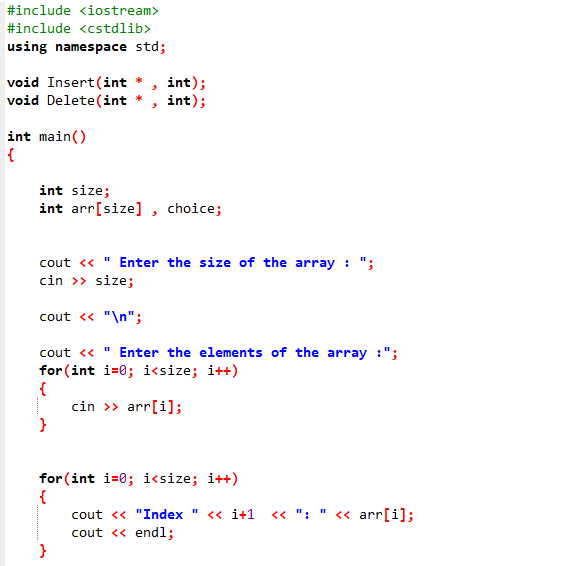 #include <iostream>
#include <cstdlib>
using namespace std;
void Insert(int * , int);
void Delete(int * , int);
int main()
{
int size;
int arr[size] , choice;
cout << " Enter the size of the array : ";
cin >> size;
cout << "\n";
cout << " Enter the elements of the array :";
for(int i=0; i<size; i++)
{
cin >> arr[i];
}
for(int i=0; i<size; i++)
{
cout << "Index " << i+1  << ": " << arr[i];
cout << endl;
}